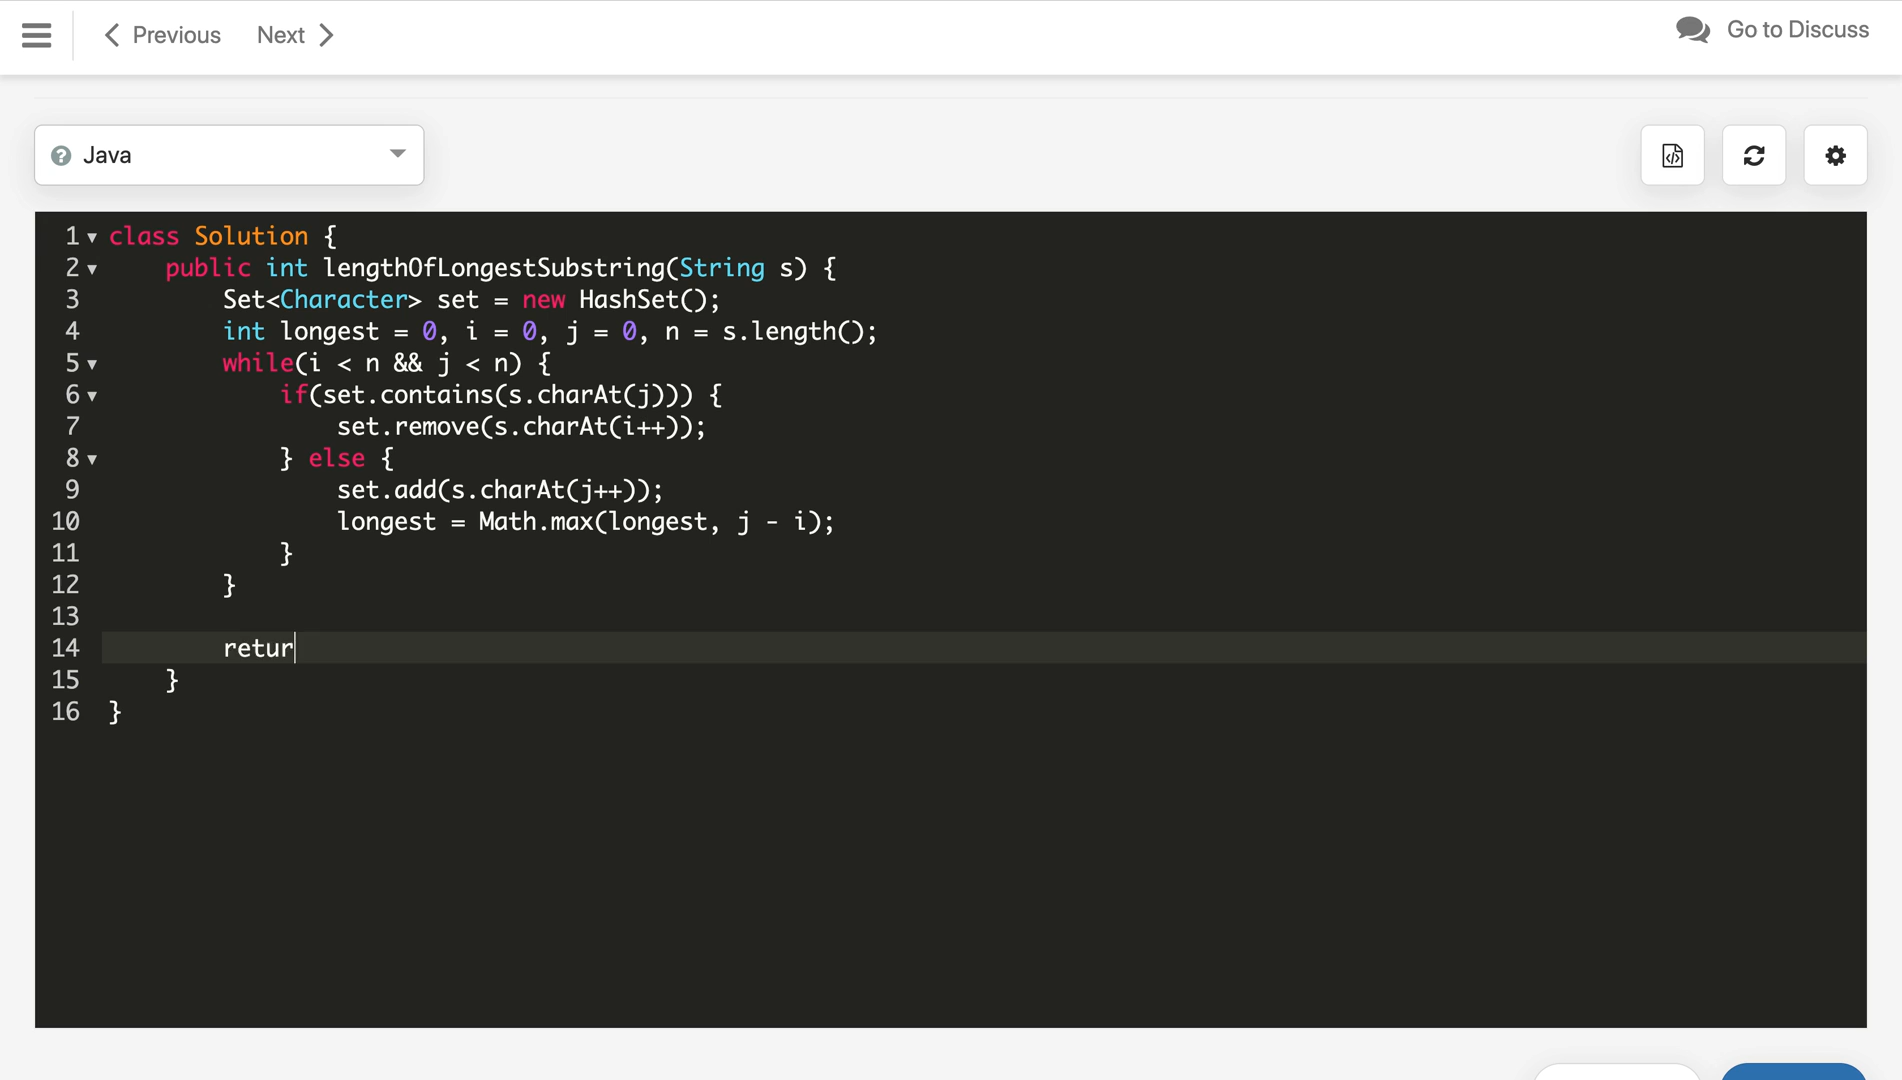 Previous Next Go to Discuss
Java
1 class Solution {
2     public int lengthOfLongestSubstring(String s) {
3         Set<Character> set = new HashSet();
4         int longest = 0, i = 0, j = 0, n = s.length();
5         while(i < n && j < n) {
6             if(set.contains(s.charAt(j))) {
7                 set.remove(s.charAt(i++));
8             } else {
9                 set.add(s.charAt(j++));
10                 longest = Math.max(longest, j - i);
11             }
12         }
13
14         retur
15     }
16 }